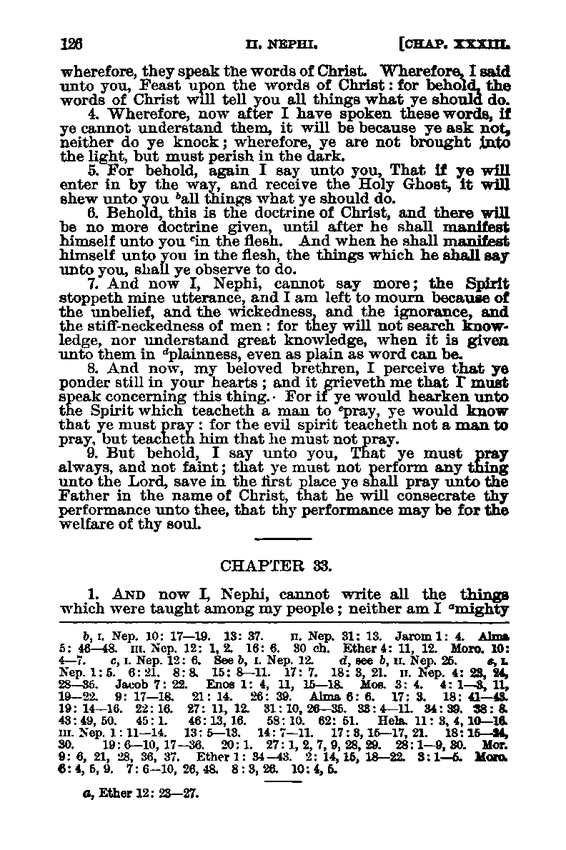 126 II. NEPHI. [CHAP. XXXIII.
wherefore, they speak the words of Christ. Wherefore, I said
unto you, Feast upon the words of Christ: for behold, the
words of Christ will tell you all things what ye should do.
4. Wherefore, now after I have spoken these words, if
ye cannot understand them, it will be because ye ask not,
neither do ye knock; wherefore, ye are not brought into
the light, but must perish in the dark.
5. For behold, again I say unto you, That if ye will
enter in by the way, and receive the Holy Ghost, it will
shew unto you ᵇall things what ye should do.
6. Behold, this is the doctrine of Christ, and there will
be no more doctrine given, until after he shall manifest
himself unto you ᶜin the flesh. And when he shall manifest
himself unto you in the flesh, the things which he shall say
unto you, shall ye observe to do.
7. And now I, Nephi, cannot say more; the Spirit
stoppeth mine utterance, and I am left to mourn because of
the unbelief, and the wickedness, and the ignorance, and
the stiff-neckedness of men: for they will not search know-
ledge, nor understand great knowledge, when it is given
unto them in ᵈplainness, even as plain as word can be.
8. And now, my beloved brethren, I perceive that ye
ponder still in your hearts; and it grieveth me that I must
speak concerning this thing. For if ye would hearken unto
the Spirit which teacheth a man to ᵉpray, ye would know
that ye must pray: for the evil spirit teacheth not a man to
pray, but teacheth him that he must not pray.
9. But behold, I say unto you, That ye must pray
always, and not faint; that ye must not perform any thing
unto the Lord, save in the first place ye shall pray unto the
Father in the name of Christ, that he will consecrate thy
performance unto thee, that thy performance may be for the
welfare of thy soul.
CHAPTER 33.
1. AND now I, Nephi, cannot write all the things
which were taught among my people; neither am I ᵃmighty
b, I. Nep. 10: 17—19. 13: 37. II. Nep. 31: 13. Jarom 1: 4. Alma
5: 46—48. III. Nep. 12: 1, 2. 16: 6. 30 ch. Ether 4: 11, 12. Moro. 10:
4—7. c, I. Nep. 12: 6. See b, I. Nep. 12. d, see b, II. Nep. 25. e, I.
Nep. 1: 5. 6: 21. 8: 8. 15: 8—11. 17: 7. 18: 3, 21. II. Nep. 4: 23, 24,
28—35. Jacob 7: 22. Enos 1: 4, 11, 15—18. Mos. 3: 4. 4: 1—3, 11,
19—22. 9: 17—18. 21: 14. 26: 39. Alma 6: 6. 17: 3. 18: 41—43.
19: 14—16. 22: 16. 27: 11, 12. 31: 10, 26—35. 33: 4—11. 34: 39. 38: 8.
43: 49, 50. 45: 1. 46: 13, 16. 58: 10. 62: 51. Hela. 11: 3, 4, 10—16.
III. Nep. 1: 11—14. 13: 5—13. 14: 7—11. 17: 3, 15—17, 21. 18: 15—24,
30. 19: 6—10, 17—36. 20: 1. 27: 1, 2, 7, 9, 28, 29. 28: 1—9, 30. Mor.
9: 6, 21, 28, 36, 37. Ether 1: 34—43. 2: 14, 15, 18—22. 3: 1—5. Moro.
6: 4, 5, 9. 7: 6—10, 26, 48. 8: 3, 26. 10: 4, 5.
a, Ether 12: 23—27.